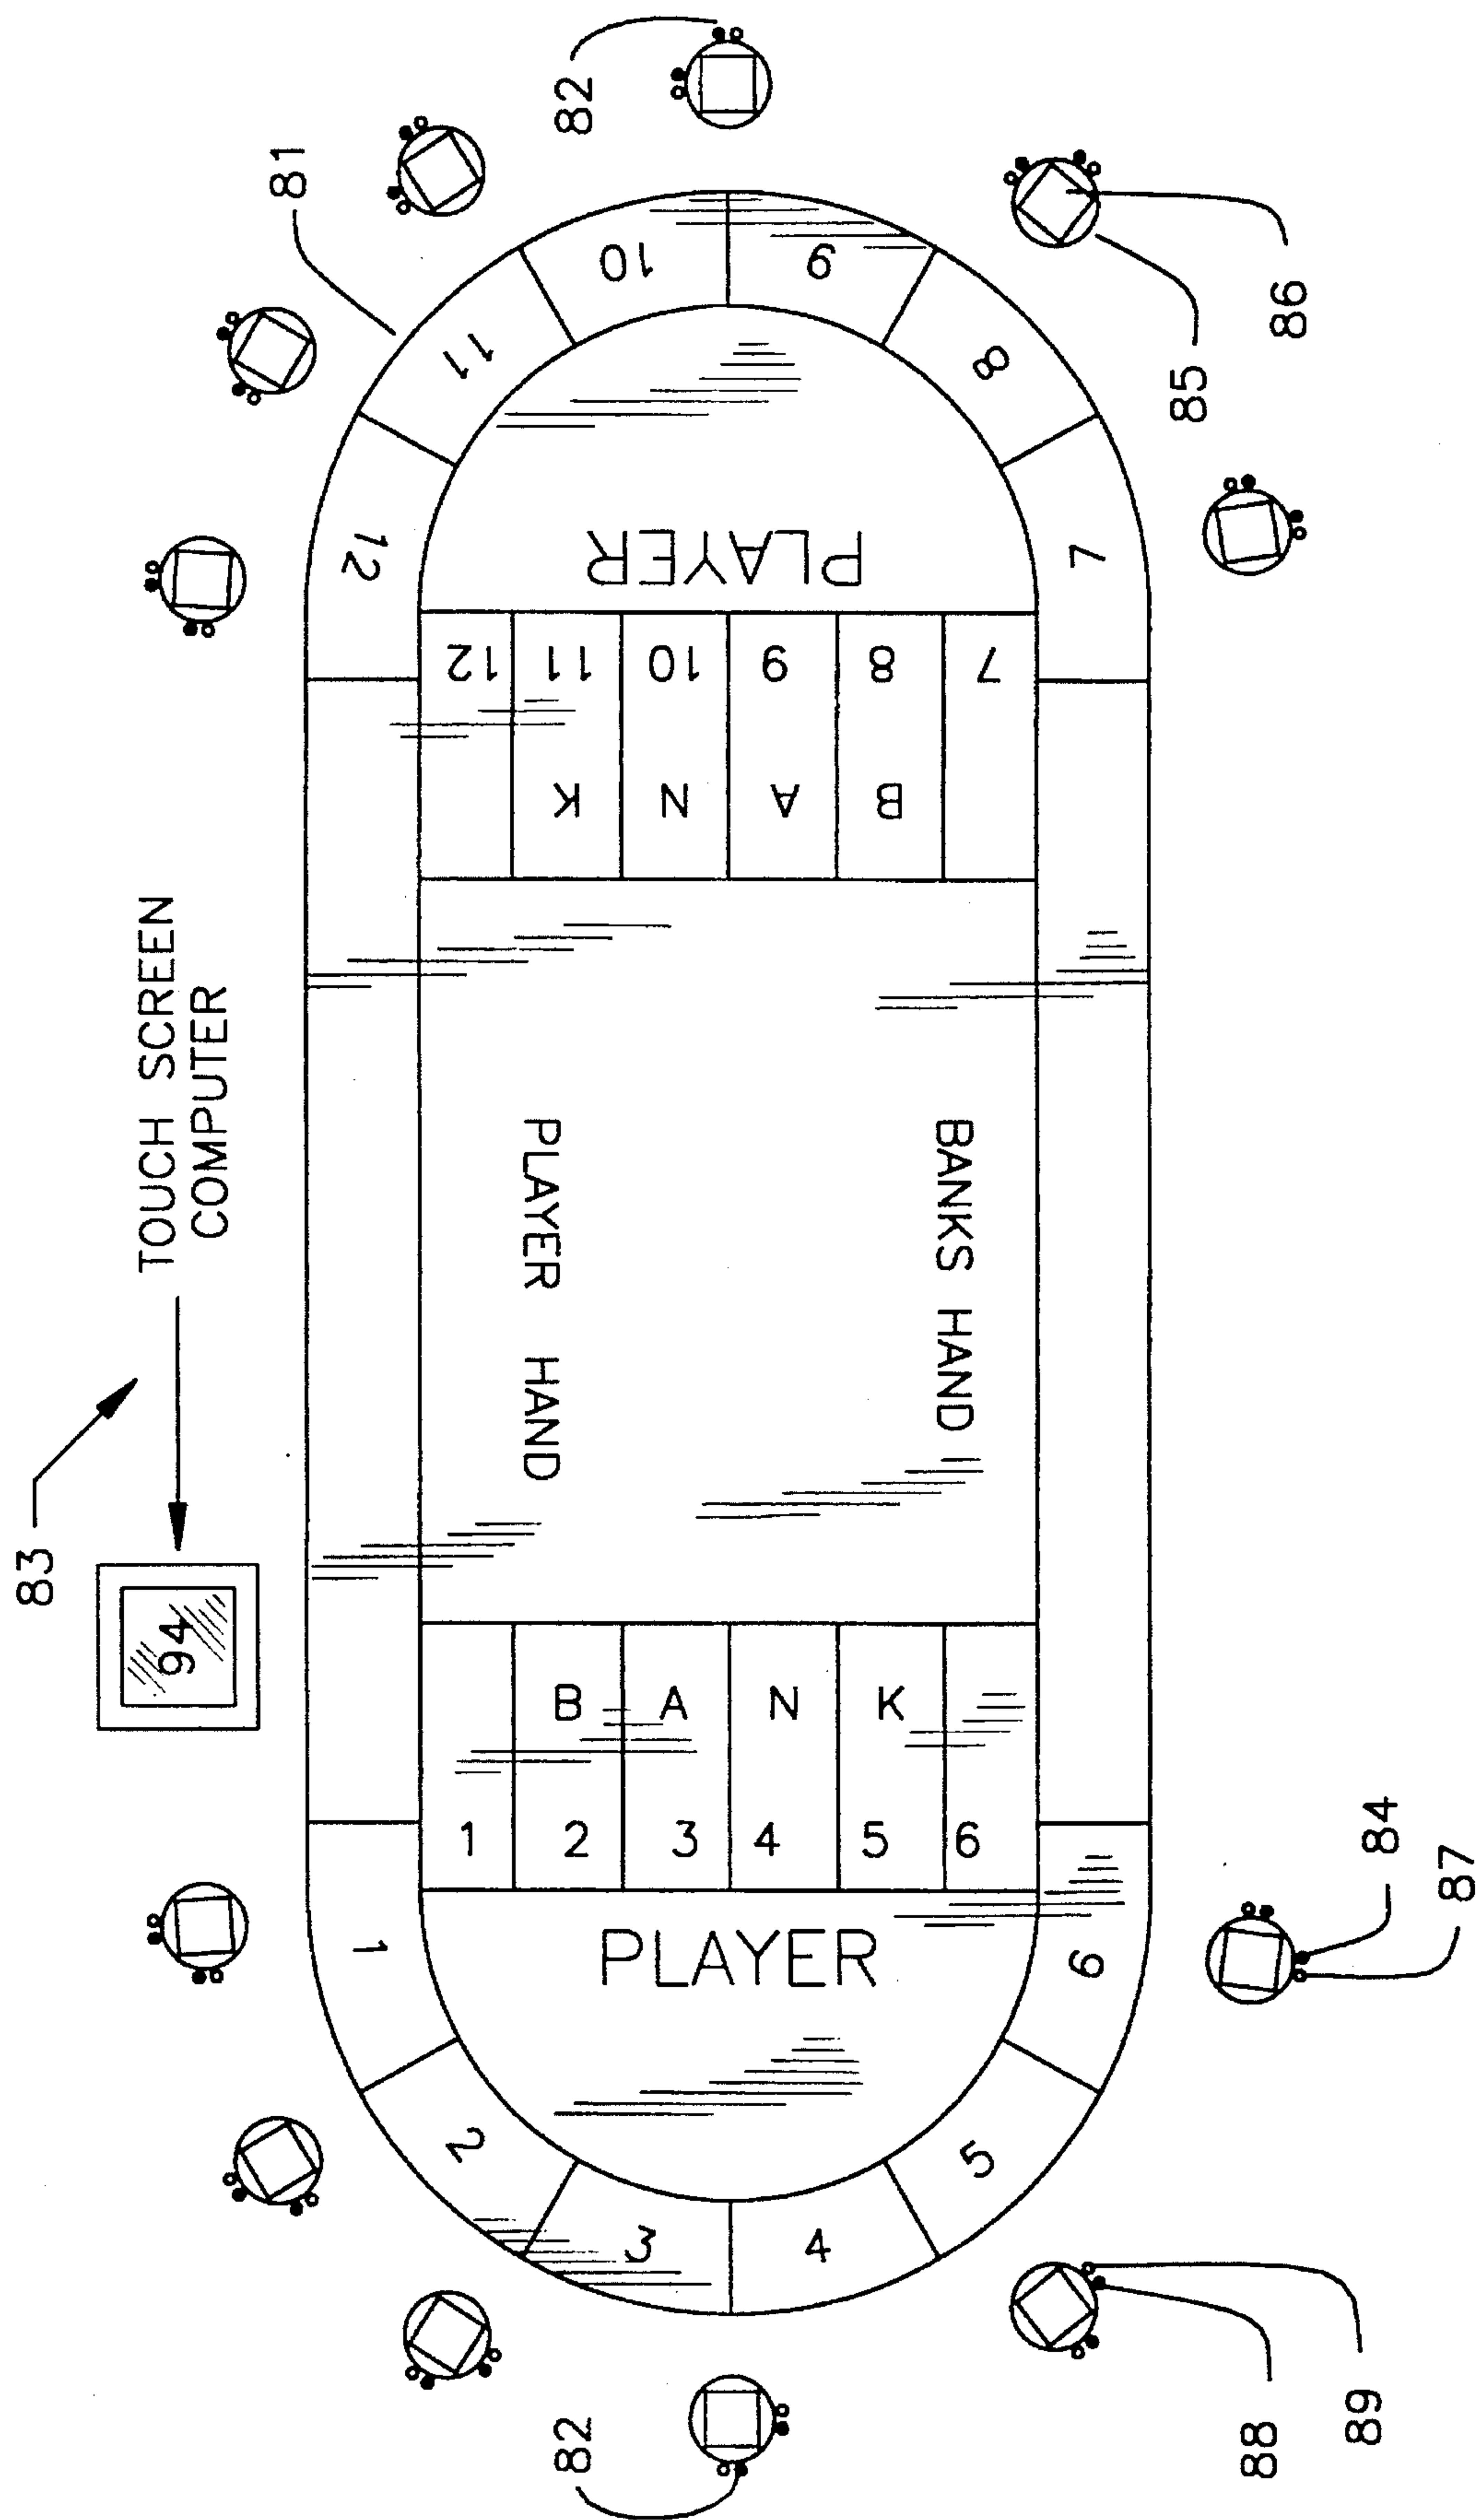 82
81
10
9
11
8
86
85
12
PLAYER
7
12 11 10 9 8 7
K N A B
TOUCH SCREEN
COMPUTER
PLAYER HAND
BANKS HAND
83
94
B A N K
1 2 3 4 5 6
84
87
1
PLAYER
6
2
5
3
4
82
88
89